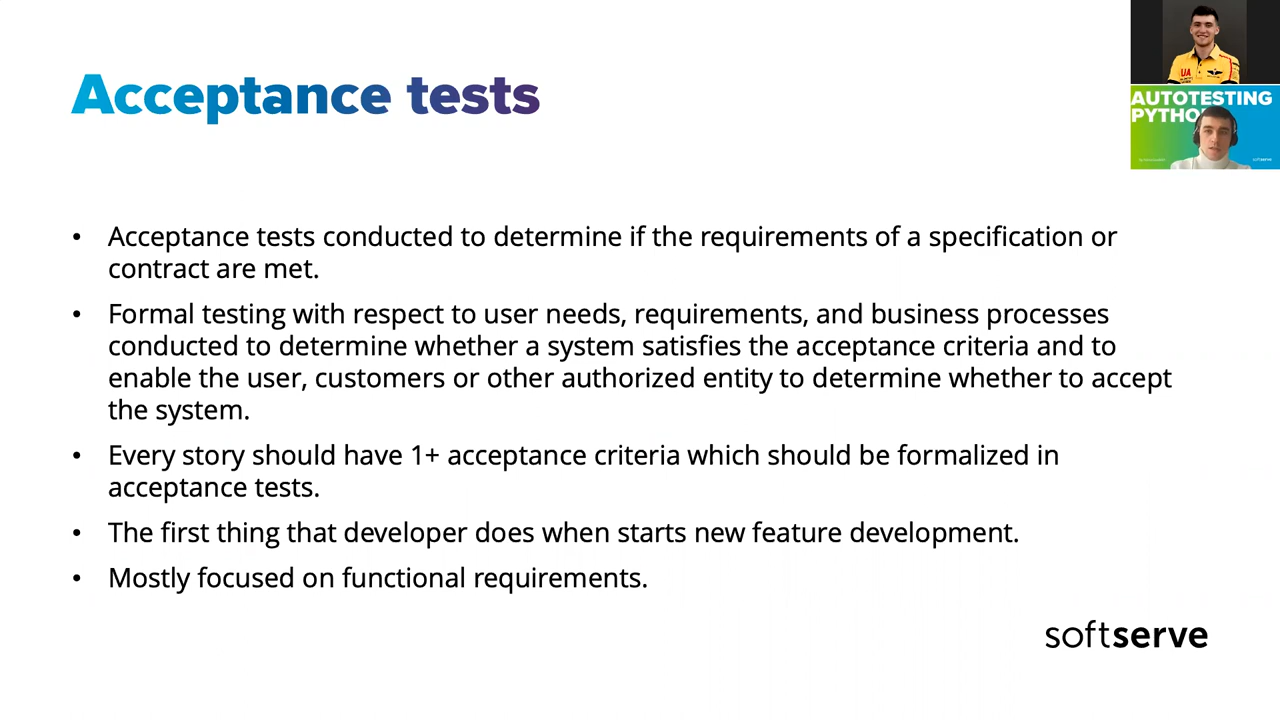 Acceptance tests
UA
AUTOTESTING
softserve
• Acceptance tests conducted to determine if the requirements of a specification or
contract are met.
• Formal testing with respect to user needs, requirements, and business processes
conducted to determine whether a system satisfies the acceptance criteria and to
enable the user, customers or other authorized entity to determine whether to accept
the system.
• Every story should have 1+ acceptance criteria which should be formalized in
acceptance tests.
• The first thing that developer does when starts new feature development.
• Mostly focused on functional requirements.
softserve